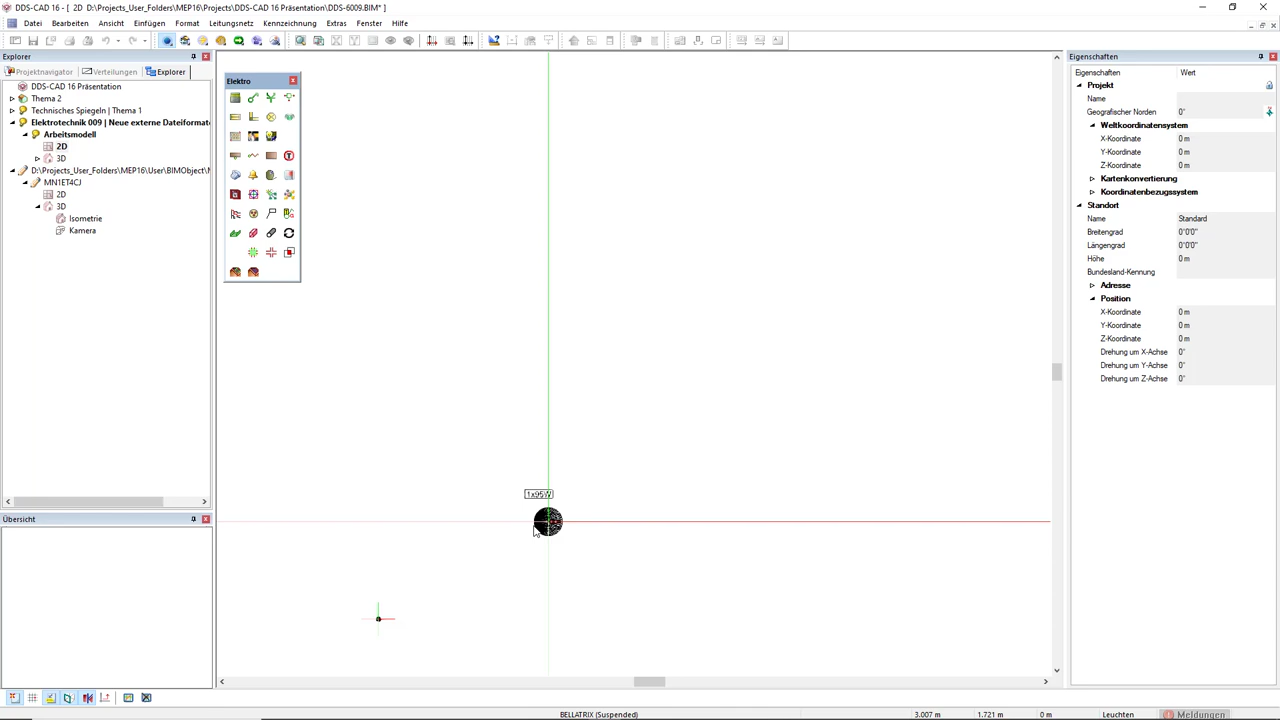 DDS-CAD 16 - [ 2D D:\Projects_User_Folders\MEP16\Projects\DDS-CAD 16 Präsentation\DDS-6009.BIM* ]
Datei Bearbeiten Ansicht Einfügen Format Leitungsnetz Kennzeichnung Extras Fenster Hilfe
Explorer
Projektnavigator Verteilungen Explorer
DDS-CAD 16 Präsentation
Thema 2
Technisches Spiegeln | Thema 1
Elektrotechnik 009 | Neue externe Dateiformate
Arbeitsmodell
2D
3D
D:\Projects_User_Folders\MEP16\User\BIMObject\
MN1ET4CJ
2D
3D
Isometrie
Kamera
Übersicht
Elektro
1x95W
Eigenschaften
Eigenschaften Wert
Projekt
Name
Geografischer Norden 0°
Weltkoordinatensystem
X-Koordinate
Y-Koordinate
Z-Koordinate
Kartenkonvertierung
Koordinatenbezugssystem
Standort
Name Standard
Breitengrad 0°0'0"
Längengrad 0°0'0"
Höhe 0 m
Bundesland-Kennung
Adresse
Position
X-Koordinate 0 m
Y-Koordinate 0 m
Z-Koordinate 0 m
Drehung um X-Achse 0°
Drehung um Y-Achse 0°
Drehung um Z-Achse 0°
BELLATRIX (Suspended) 3.007 m 1.721 m 0 m Leuchten Meldungen